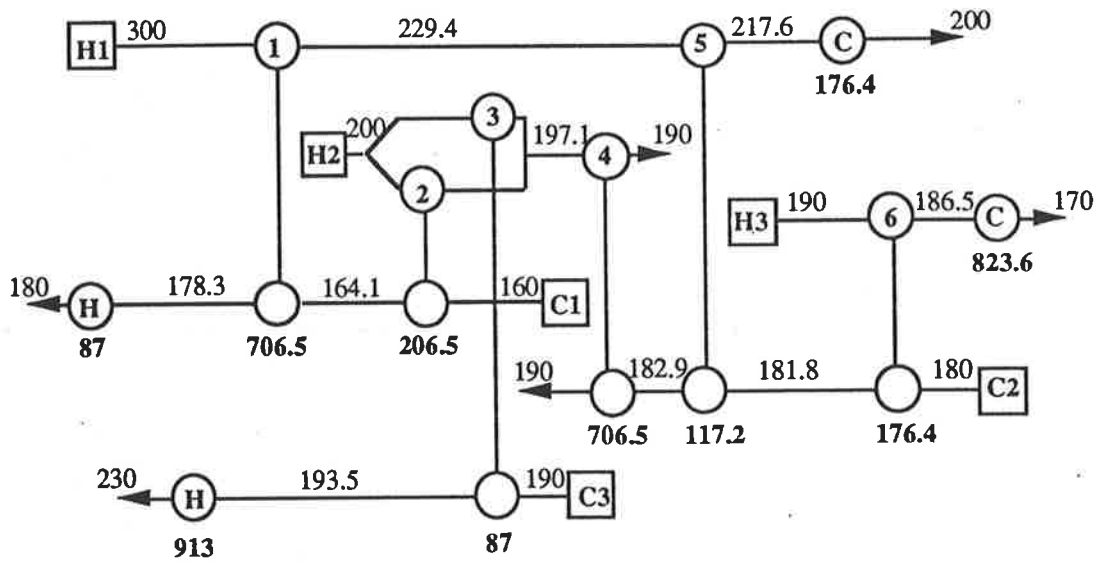 H1 300 1 229.4 5 217.6 C 200
176.4
H2 200 3 197.1 4 190
2
H3 190 6 186.5 C 170
823.6
180 H 178.3 164.1 160 C1
87 706.5 206.5
190 182.9 181.8 180 C2
706.5 117.2 176.4
230 H 193.5 190 C3
913 87